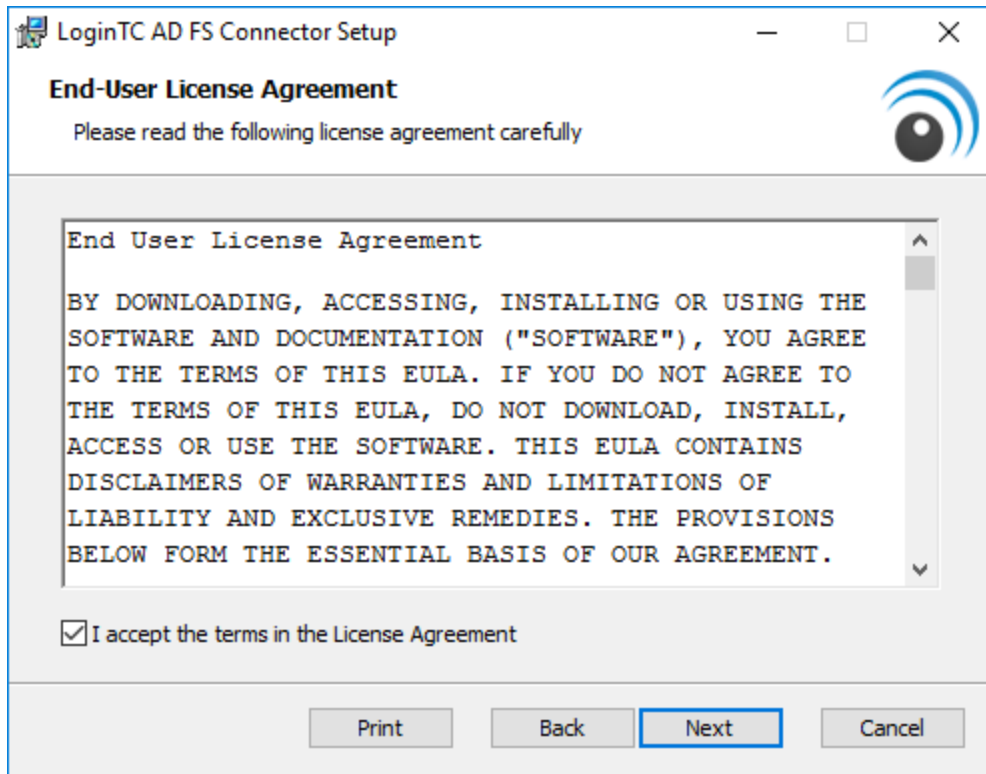 LoginTC AD FS Connector Setup
End-User License Agreement
Please read the following license agreement carefully
End User License Agreement
BY DOWNLOADING, ACCESSING, INSTALLING OR USING THE
SOFTWARE AND DOCUMENTATION ("SOFTWARE"), YOU AGREE
TO THE TERMS OF THIS EULA. IF YOU DO NOT AGREE TO
THE TERMS OF THIS EULA, DO NOT DOWNLOAD, INSTALL,
ACCESS OR USE THE SOFTWARE. THIS EULA CONTAINS
DISCLAIMERS OF WARRANTIES AND LIMITATIONS OF
LIABILITY AND EXCLUSIVE REMEDIES. THE PROVISIONS
BELOW FORM THE ESSENTIAL BASIS OF OUR AGREEMENT.
I accept the terms in the License Agreement
Print Back Next Cancel